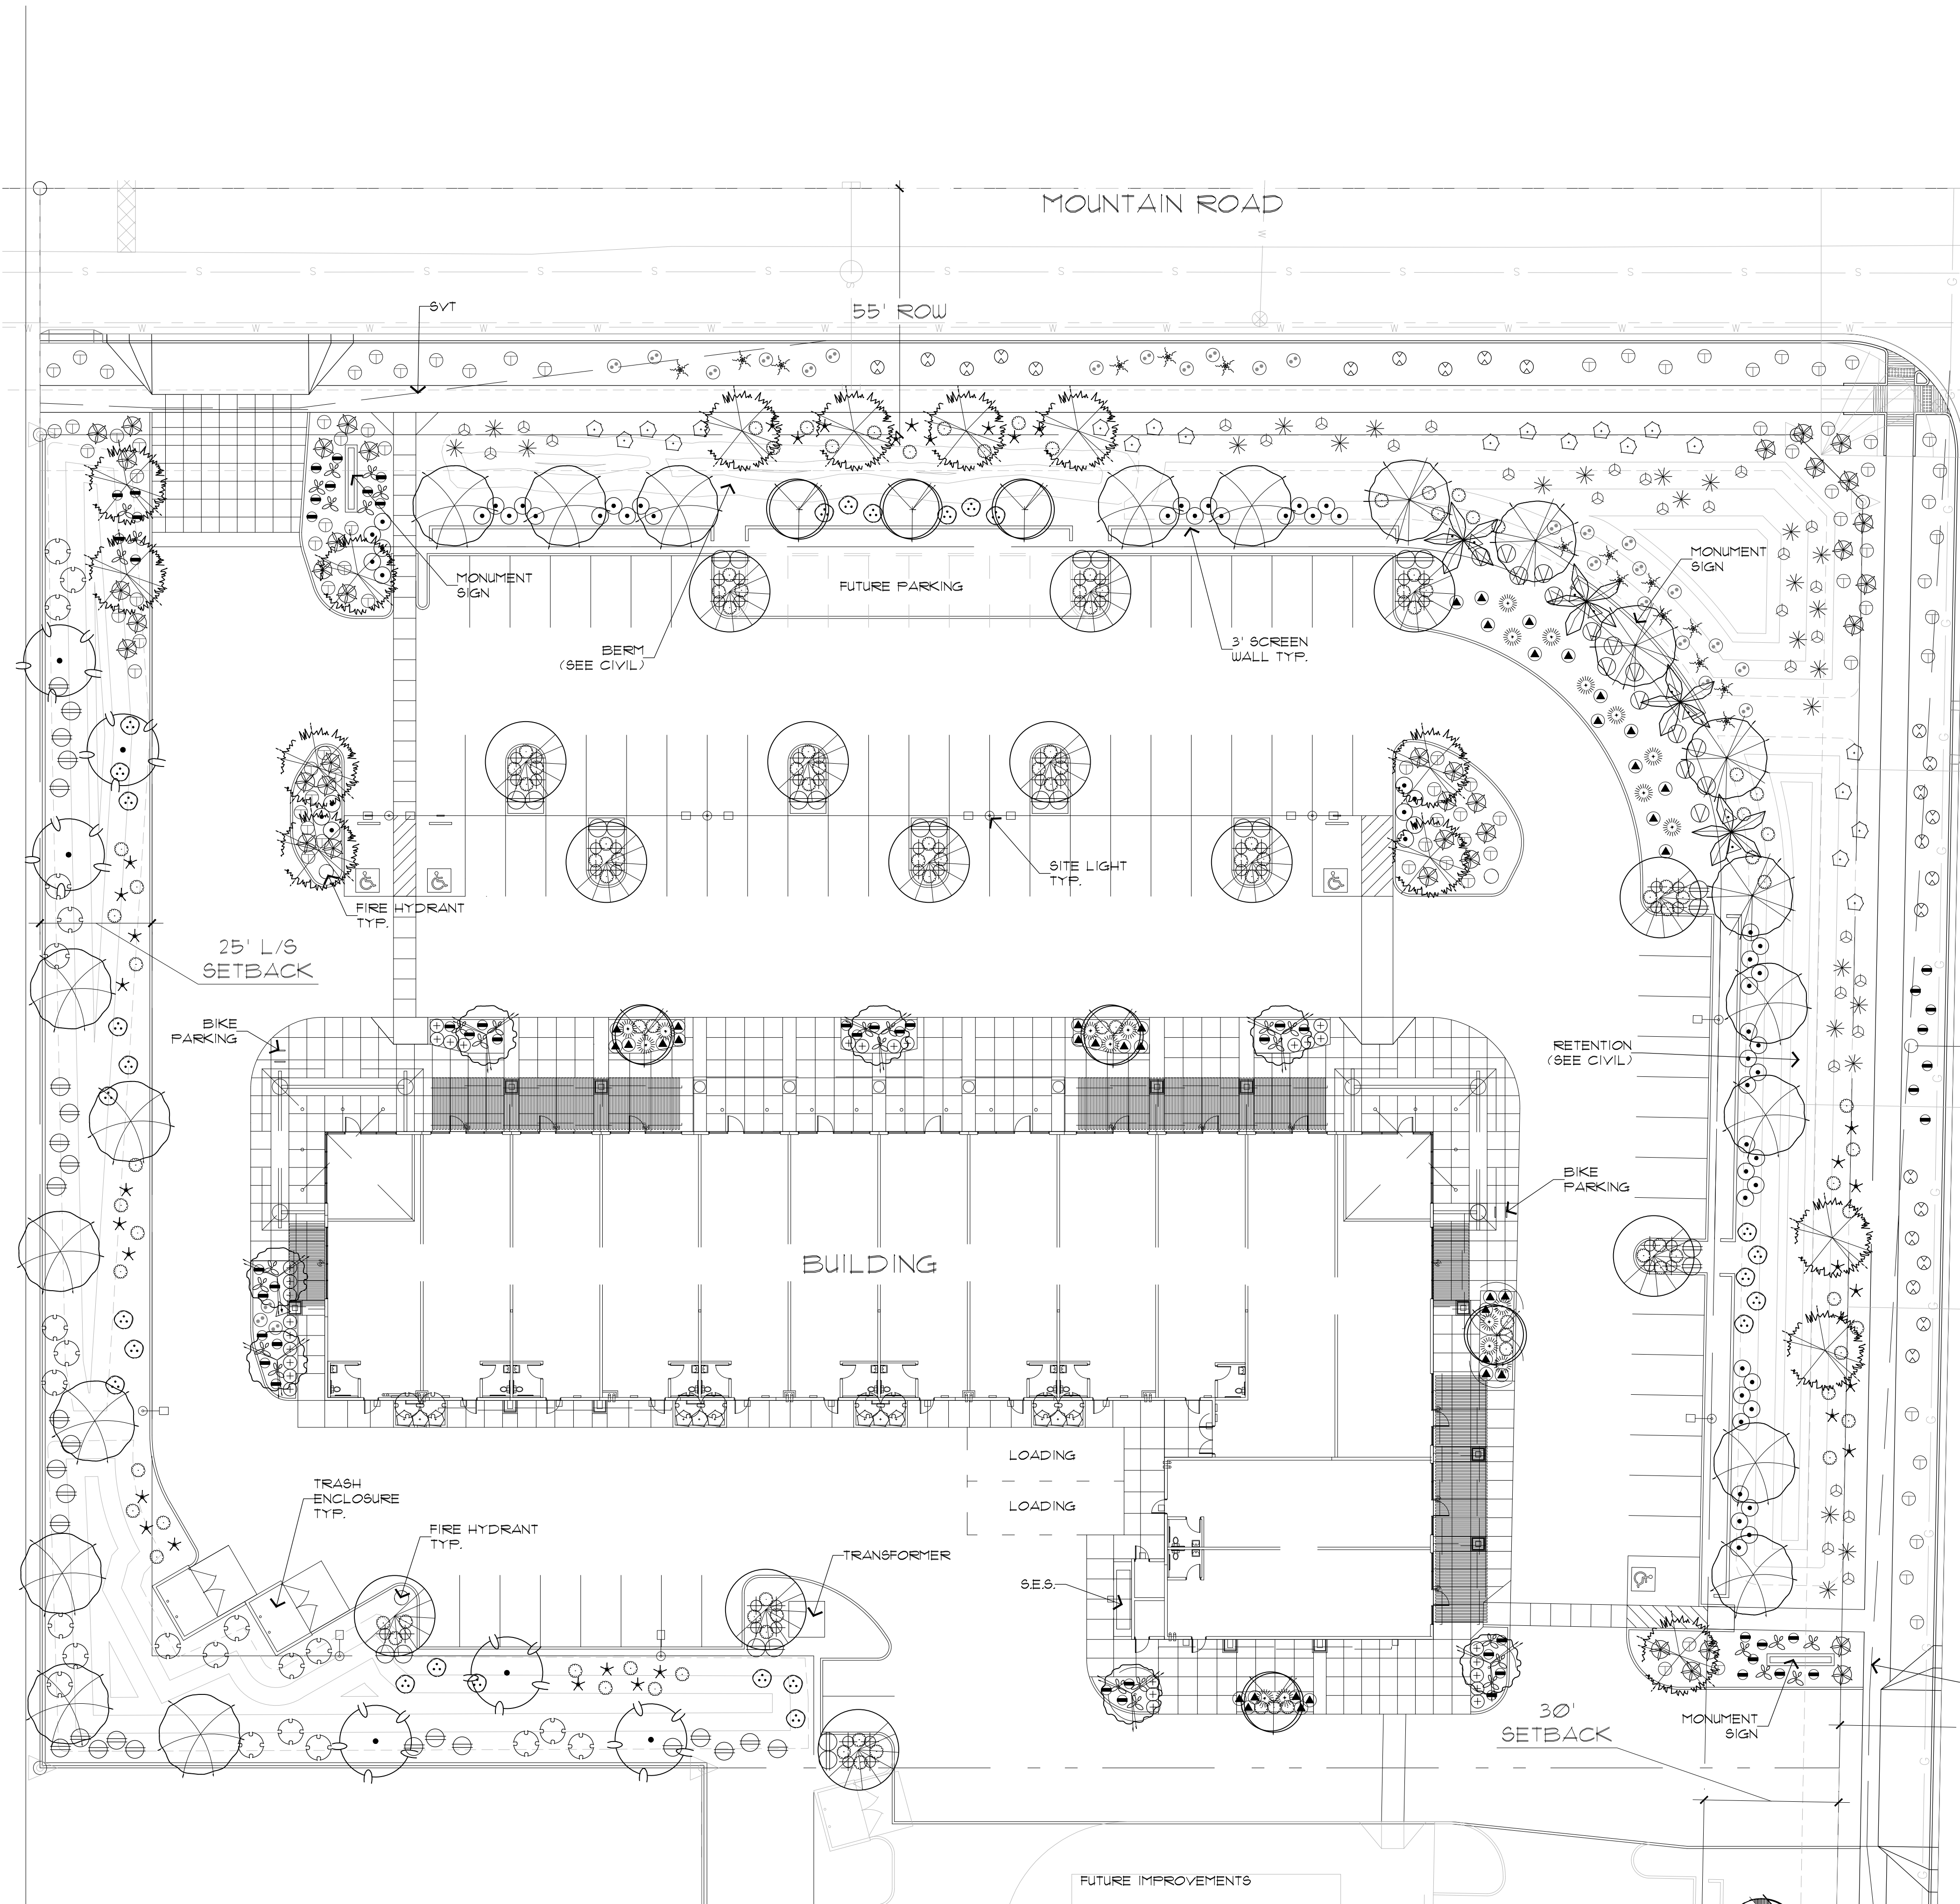 MOUNTAIN ROAD
S S S S S S S S S S S S S S S S
W
G
S
SVT
55' ROW
W W W W W W W W W W W W W W W W W
MONUMENT
SIGN
FUTURE PARKING
MONUMENT
SIGN
BERM
(SEE CIVIL)
3' SCREEN
WALL TYP.
SITE LIGHT
TYP.
FIRE HYDRANT
TYP.
25' L/S
SETBACK
BIKE
PARKING
RETENTION
(SEE CIVIL)
BIKE
PARKING
BUILDING
LOADING
LOADING
TRASH
ENCLOSURE
TYP.
FIRE HYDRANT
TYP.
TRANSFORMER
S.E.S.
30'
SETBACK
MONUMENT
SIGN
FUTURE IMPROVEMENTS